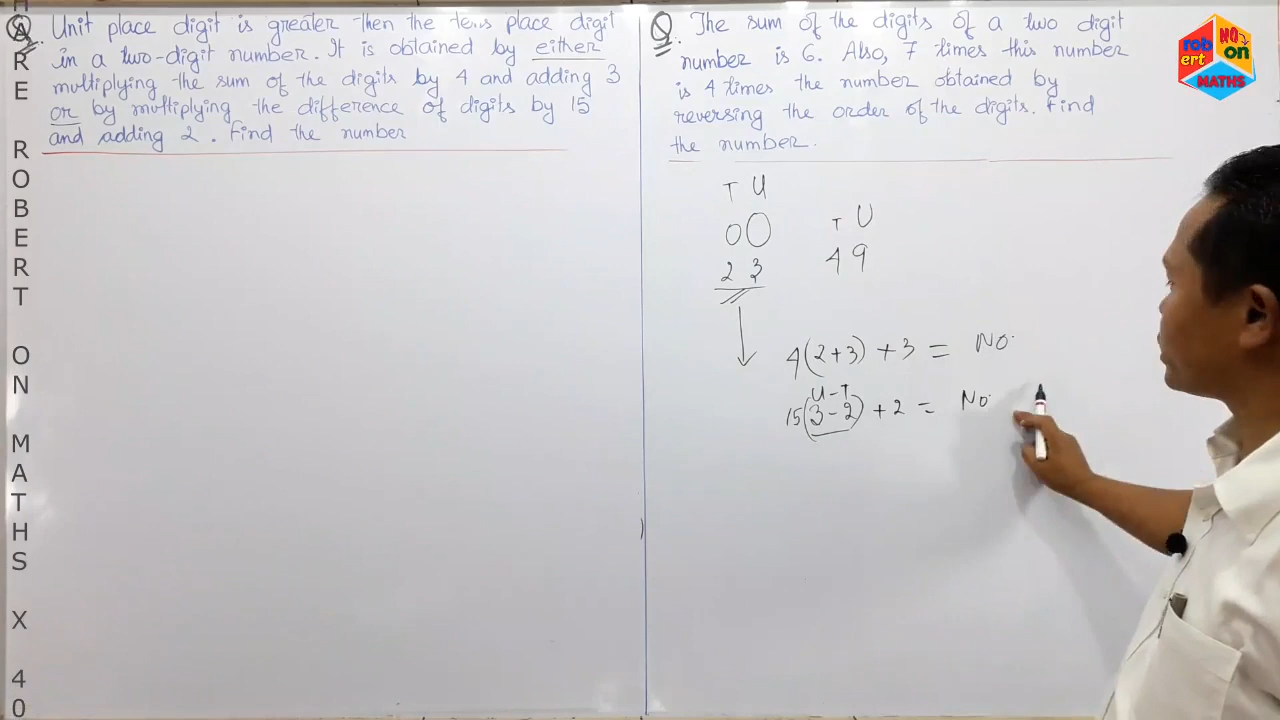 HARE ROBERT ON MATHS X 40
Q. Unit place digit is greater then the tens place digit
in a two-digit number. It is obtained by either
multiplying the sum of the digits by 4 and adding 3
or by multiplying the difference of digits by 15
and adding 2. Find the number
Q. The sum of the digits of a two digit
number is 6. Also, 7 times this number
is 4 times the number obtained by
reversing the order of the digits. Find
the number.
robert NO on
MATHS
T U
2 3
T U
4 9
4(2+3) + 3 = No.
U-T
15(3-2) + 2 = No.